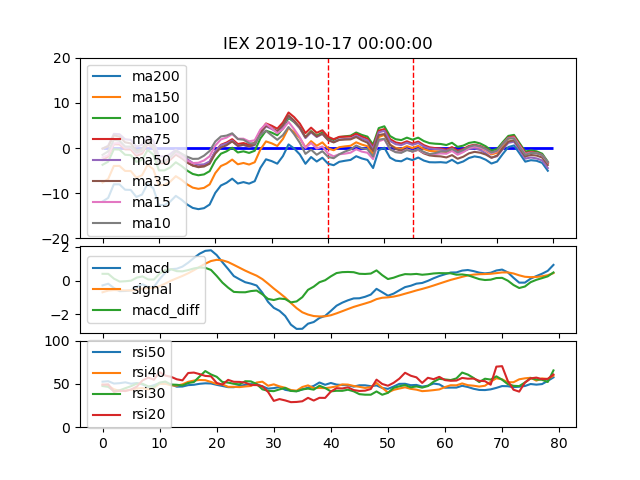 IEX 2019-10-17 00:00:00
20
10
0
−10
−20
ma200
ma150
ma100
ma75
ma50
ma35
ma15
ma10
2
0
−2
macd
signal
macd_diff
100
50
0
rsi50
rsi40
rsi30
rsi20
0 10 20 30 40 50 60 70 80